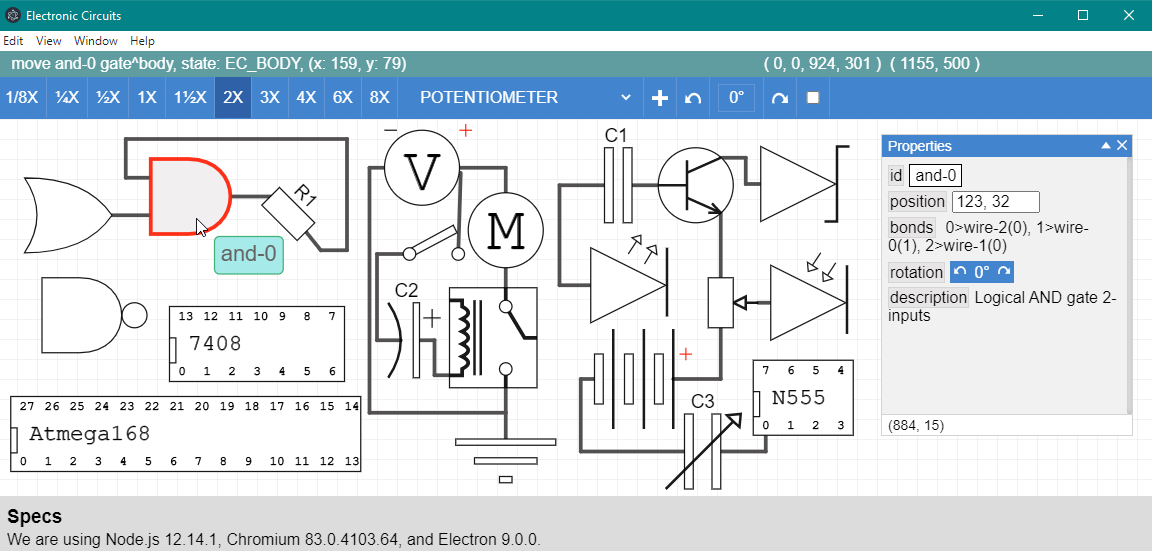 Electronic Circuits
Edit View Window Help
move and-0 gate^body, state: EC_BODY, (x: 159, y: 79) ( 0, 0, 924, 301 ) ( 1155, 500 )
1/8X ¼X ½X 1X 1½X 2X 3X 4X 6X 8X POTENTIOMETER 0°
− +
V
C1
R1
M
and-0
C2
+
13 12 11 10 9 8 7
7408
0 1 2 3 4 5 6
+
27 26 25 24 23 22 21 20 19 18 17 16 15 14
Atmega168
0 1 2 3 4 5 6 7 8 9 10 11 12 13
C3
7 6 5 4
N555
0 1 2 3
Properties
id and-0
position 123, 32
bonds 0>wire-2(0), 1>wire-
0(1), 2>wire-1(0)
rotation 0°
description Logical AND gate 2-
inputs
(884, 15)
Specs
We are using Node.js 12.14.1, Chromium 83.0.4103.64, and Electron 9.0.0.